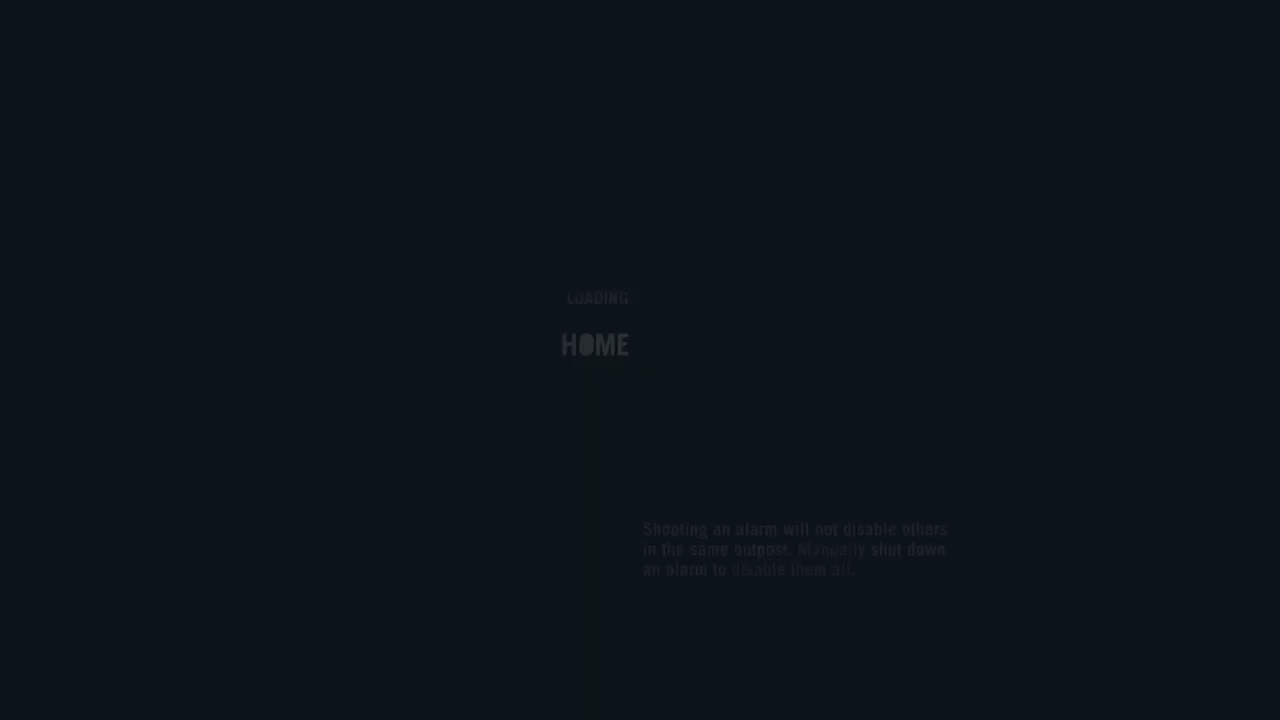 LOADING
HOME
Shooting an alarm will not disable others
in the same outpost. Manually shut down
an alarm to disable them all.